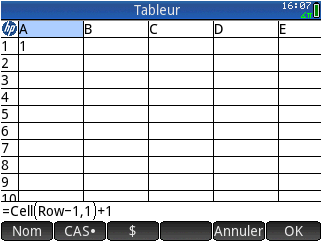 Tableur
16:07
hp A B C D E
1 1
2
3
4
5
6
7
8
9
10
=Cell(Row-1,1)+1
Nom CAS• $ Annuler OK